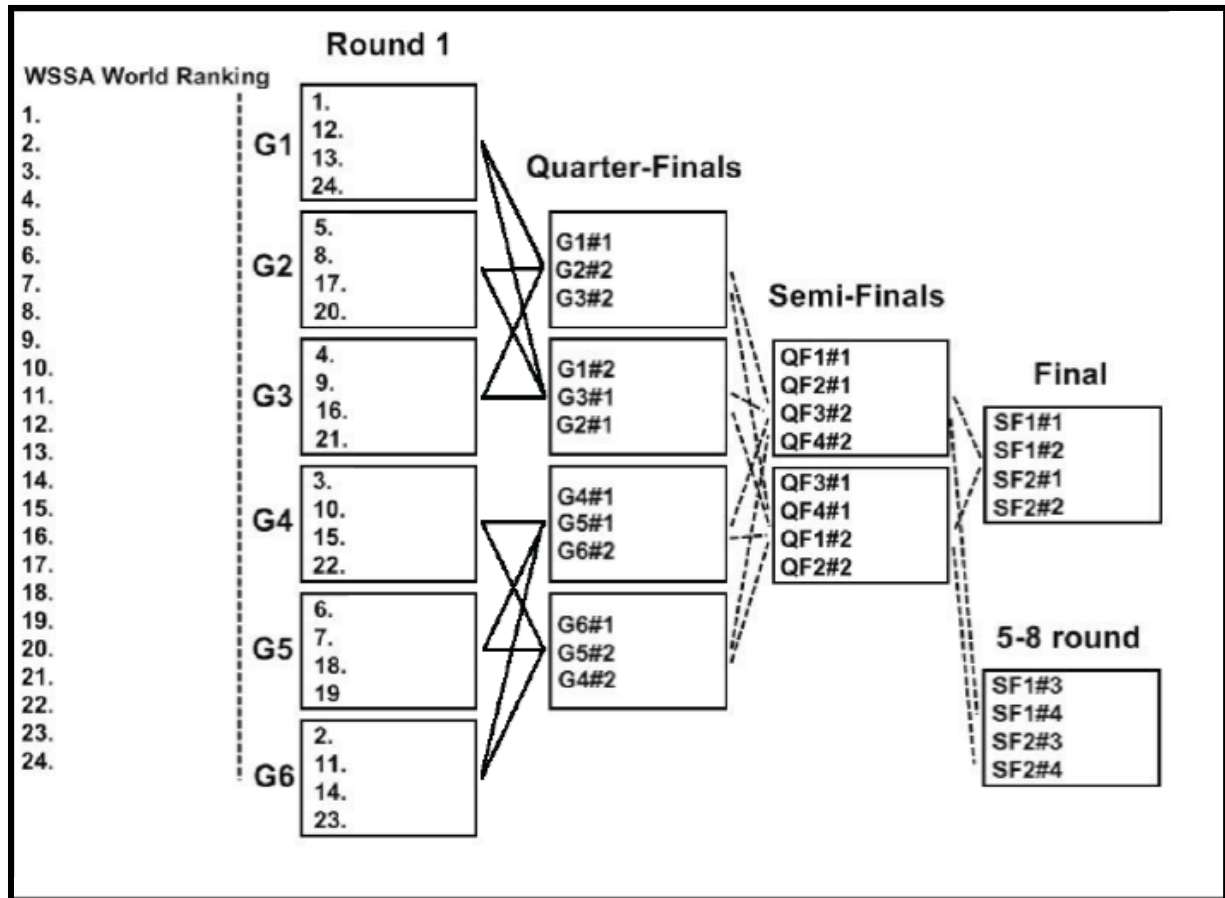 Round 1
WSSA World Ranking
1.
2.
3.
4.
5.
6.
7.
8.
9.
10.
11.
12.
13.
14.
15.
16.
17.
18.
19.
20.
21.
22.
23.
24.
G1
1.
12.
13.
24.
G2
5.
8.
17.
20.
G3
4.
9.
16.
21.
G4
3.
10.
15.
22.
G5
6.
7.
18.
19
G6
2.
11.
14.
23.
Quarter-Finals
G1#1
G2#2
G3#2
G1#2
G3#1
G2#1
G4#1
G5#1
G6#2
G6#1
G5#2
G4#2
Semi-Finals
QF1#1
QF2#1
QF3#2
QF4#2
QF3#1
QF4#1
QF1#2
QF2#2
Final
SF1#1
SF1#2
SF2#1
SF2#2
5-8 round
SF1#3
SF1#4
SF2#3
SF2#4